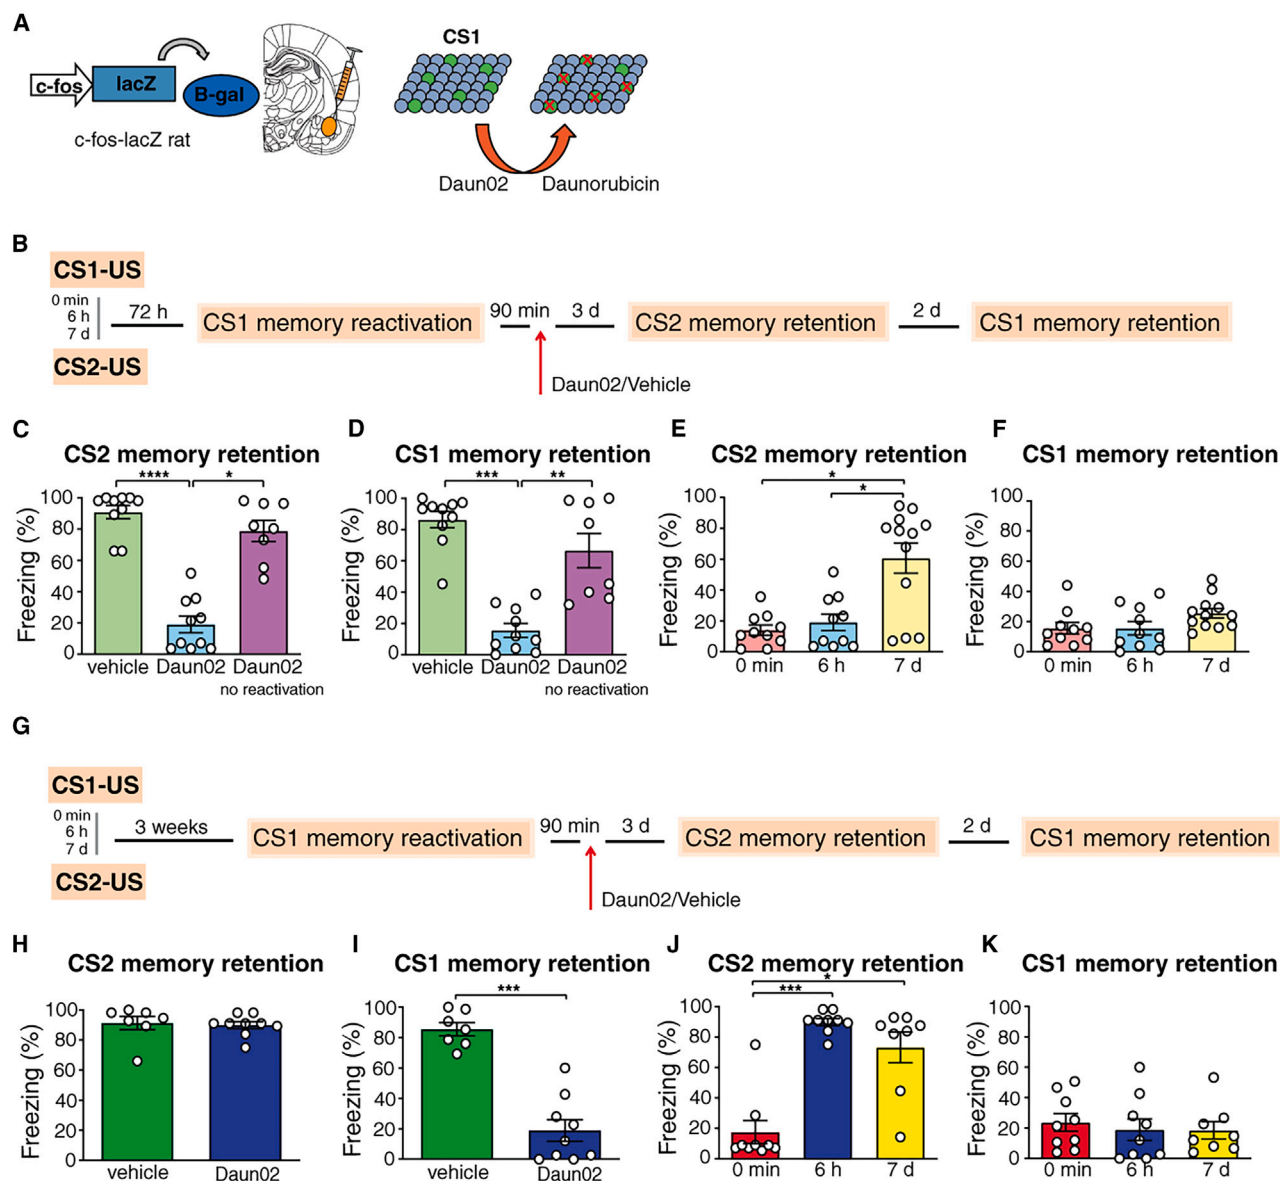 A
c-fos
lacZ
B-gal
c-fos-lacZ rat
CS1
Daun02
Daunorubicin
B
CS1-US
0 min
6 h
7 d
CS2-US
72 h
CS1 memory reactivation
90 min
3 d
CS2 memory retention
2 d
CS1 memory retention
Daun02/Vehicle
C
CS2 memory retention
****
*
Freezing (%)
100
80
60
40
20
0
vehicle
Daun02
Daun02
no reactivation
D
CS1 memory retention
***
**
Freezing (%)
100
80
60
40
20
0
vehicle
Daun02
Daun02
no reactivation
E
CS2 memory retention
*
*
Freezing (%)
100
80
60
40
20
0
0 min
6 h
7 d
F
CS1 memory retention
Freezing (%)
100
80
60
40
20
0
0 min
6 h
7 d
G
CS1-US
0 min
6 h
7 d
CS2-US
3 weeks
CS1 memory reactivation
90 min
3 d
CS2 memory retention
2 d
CS1 memory retention
Daun02/Vehicle
H
CS2 memory retention
Freezing (%)
100
80
60
40
20
0
vehicle
Daun02
I
CS1 memory retention
***
Freezing (%)
100
80
60
40
20
0
vehicle
Daun02
J
CS2 memory retention
*
***
Freezing (%)
100
80
60
40
20
0
0 min
6 h
7 d
K
CS1 memory retention
Freezing (%)
100
80
60
40
20
0
0 min
6 h
7 d